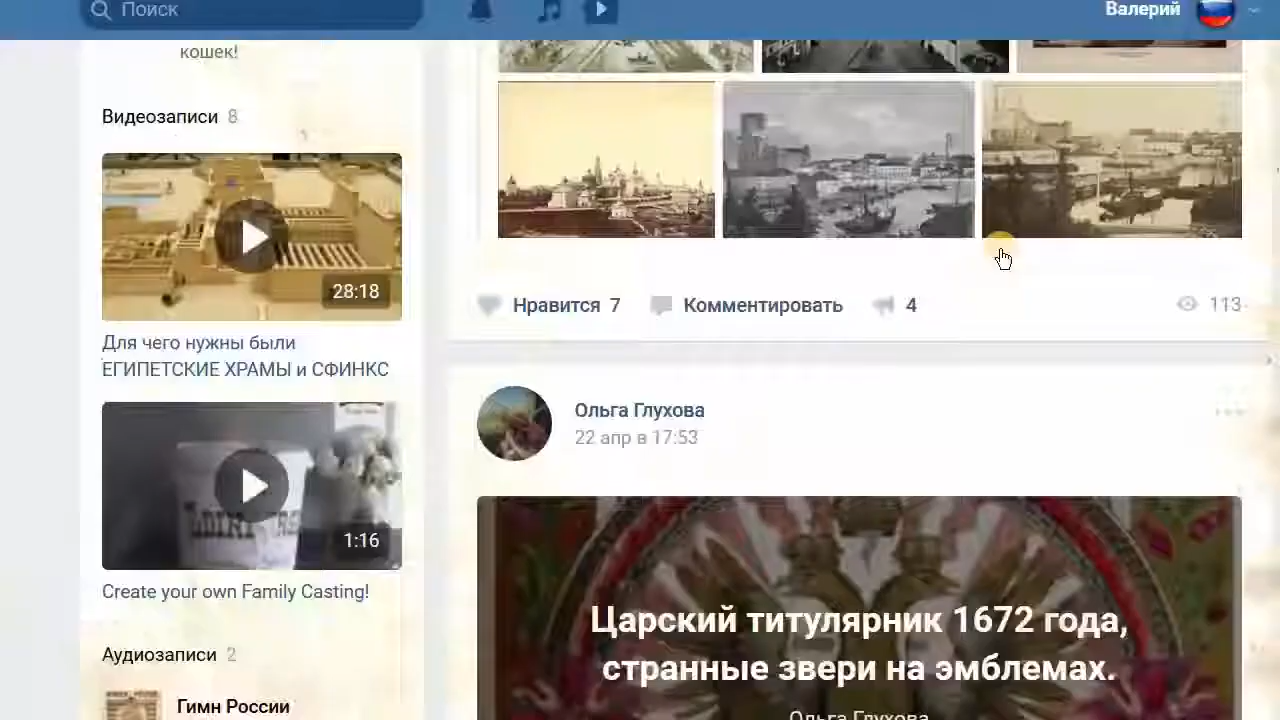 Поиск
Валерий
кошек!
Видеозаписи 8
28:18
Для чего нужны были
ЕГИПЕТСКИЕ ХРАМЫ и СФИНКС
1:16
Create your own Family Casting!
Аудиозаписи 2
Гимн России
Нравится 7
Комментировать
4
113
Ольга Глухова
22 апр в 17:53
Царский титулярник 1672 года,
странные звери на эмблемах.
Ольга Глухова